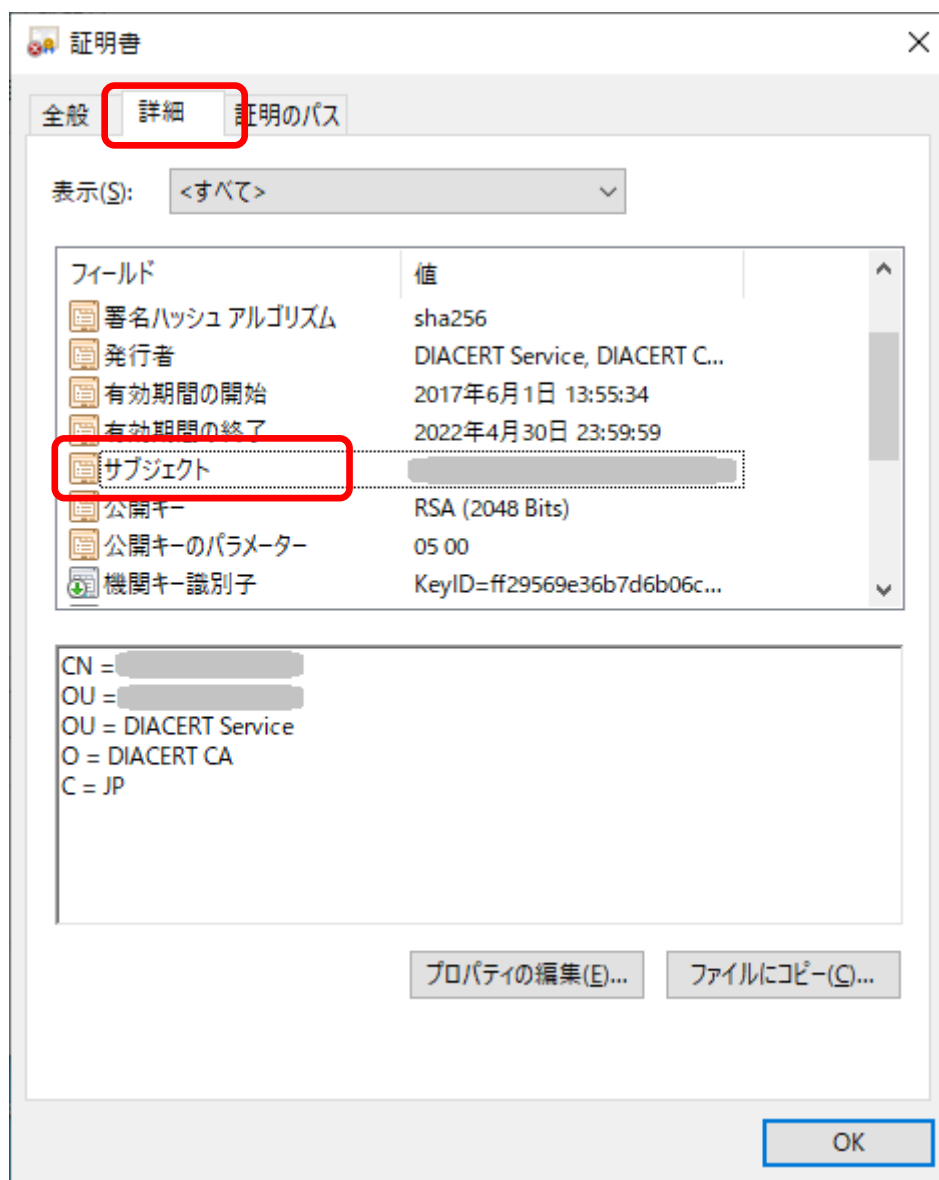 証明書
全般 詳細 証明のパス
表示(S): <すべて>
フィールド 値
署名ハッシュ アルゴリズム sha256
発行者 DIACERT Service, DIACERT C...
有効期間の開始 2017年6月1日 13:55:34
有効期間の終了 2022年4月30日 23:59:59
サブジェクト
公開キー RSA (2048 Bits)
公開キーのパラメーター 05 00
機関キー識別子 KeyID=ff29569e36b7d6b06c...
CN =
OU =
OU = DIACERT Service
O = DIACERT CA
C = JP
プロパティの編集(E)... ファイルにコピー(C)...
OK